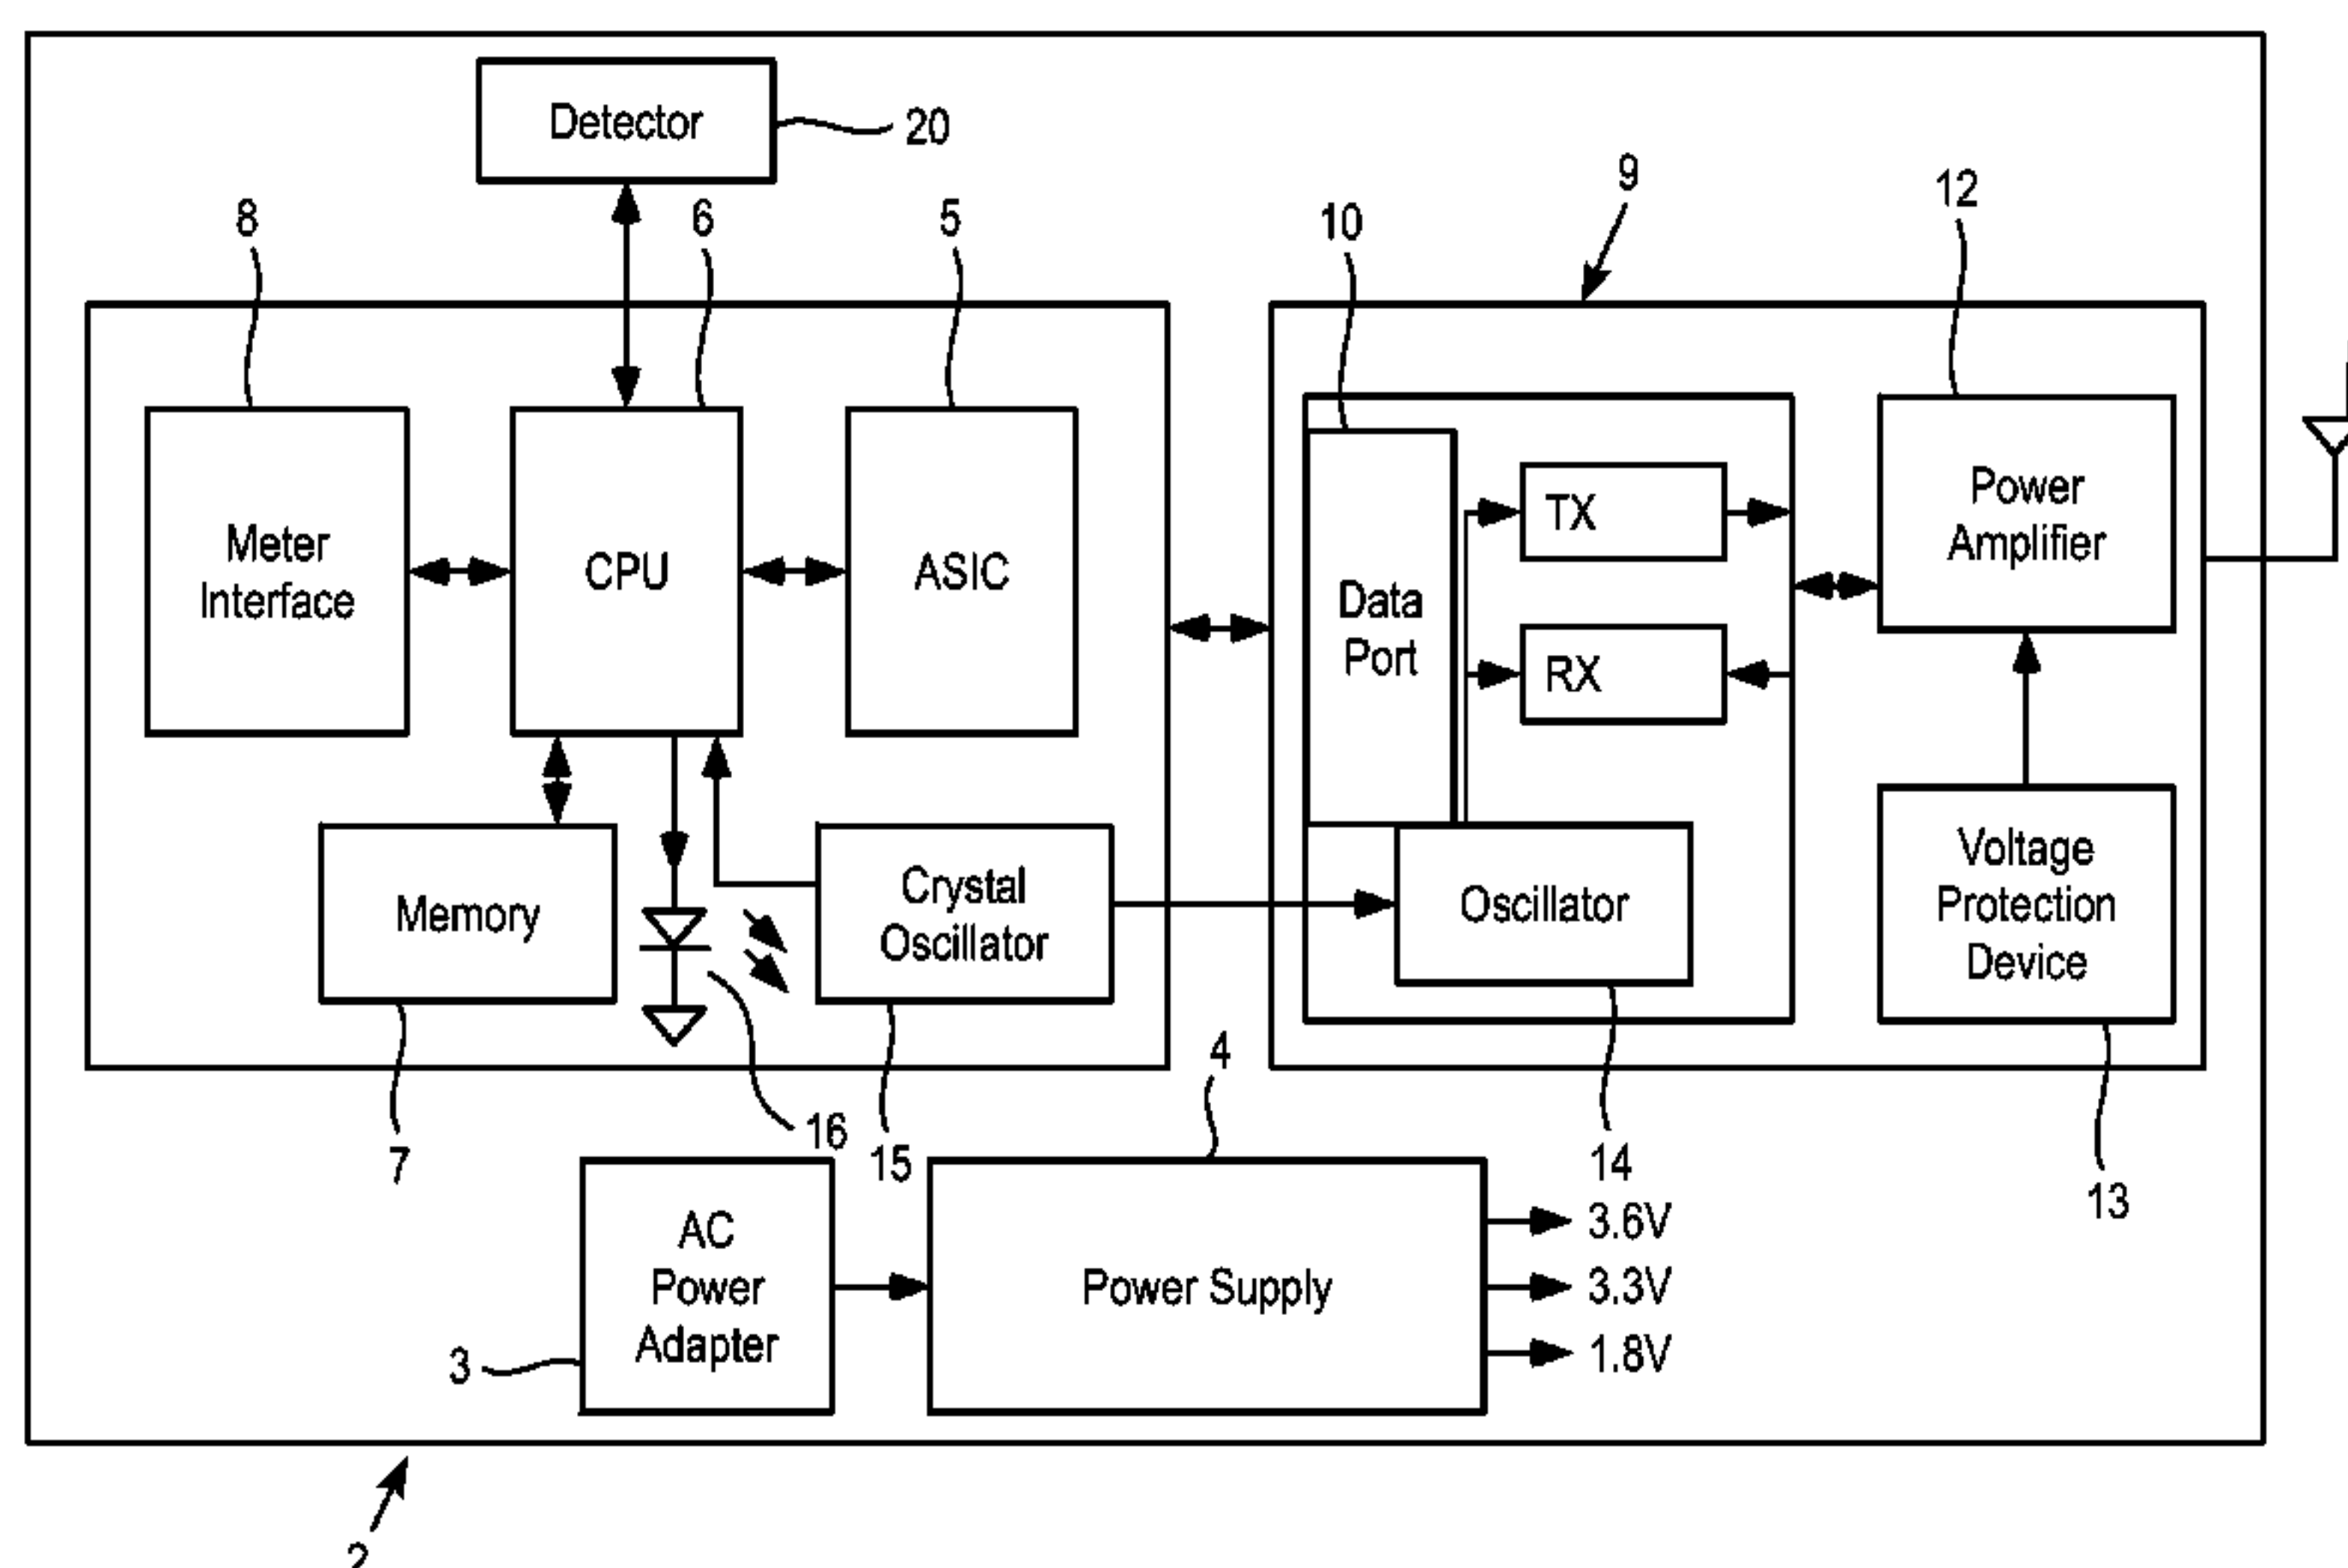 Detector
20
8
6
5
9
10
12
Meter
Interface
CPU
ASIC
Data
Port
TX
RX
Power
Amplifier
Memory
Crystal
Oscillator
Oscillator
Voltage
Protection
Device
7
16
15
4
14
13
AC
Power
Adapter
3
Power Supply
3.6V
3.3V
1.8V
2